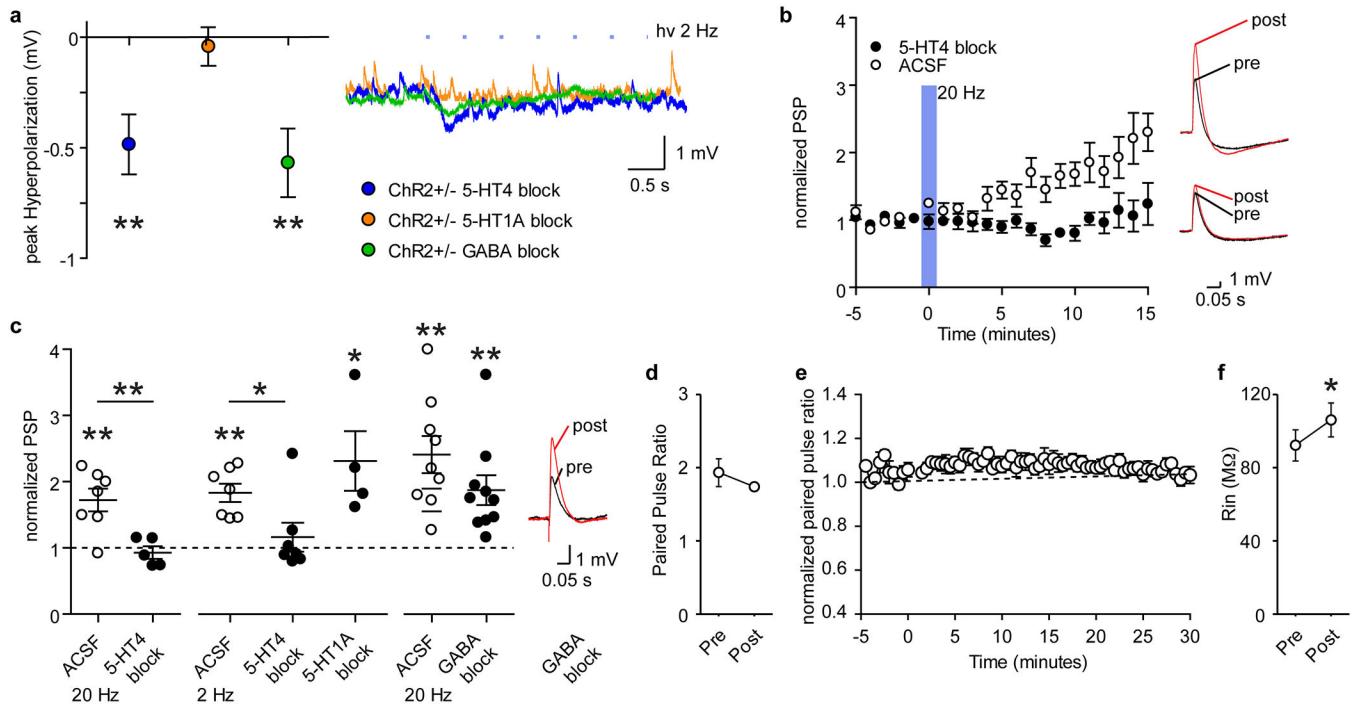 a
peak Hyperpolarization (mV)
0
-0.5
-1
**
**
hv 2 Hz
1 mV
0.5 s
ChR2+/- 5-HT4 block
ChR2+/- 5-HT1A block
ChR2+/- GABA block
b
normalized PSP
4
3
2
1
0
5-HT4 block
ACSF
20 Hz
-5
0
5
10
15
Time (minutes)
post
pre
post
pre
1 mV
0.05 s
c
normalized PSP
4
3
2
1
0
**
**
**
*
*
**
**
ACSF
5-HT4
block
ACSF
5-HT4
block
5-HT1A
block
ACSF
GABA
block
GABA
block
20 Hz
2 Hz
20 Hz
post
pre
1 mV
0.05 s
d
Paired Pulse Ratio
3
2
1
0
Pre
Post
e
normalized paired pulse ratio
1.4
1.2
1.0
0.8
0.6
0.4
-5
0
5
10
15
20
25
30
Time (minutes)
f
Rin (MΩ)
120
80
40
0
*
Pre
Post